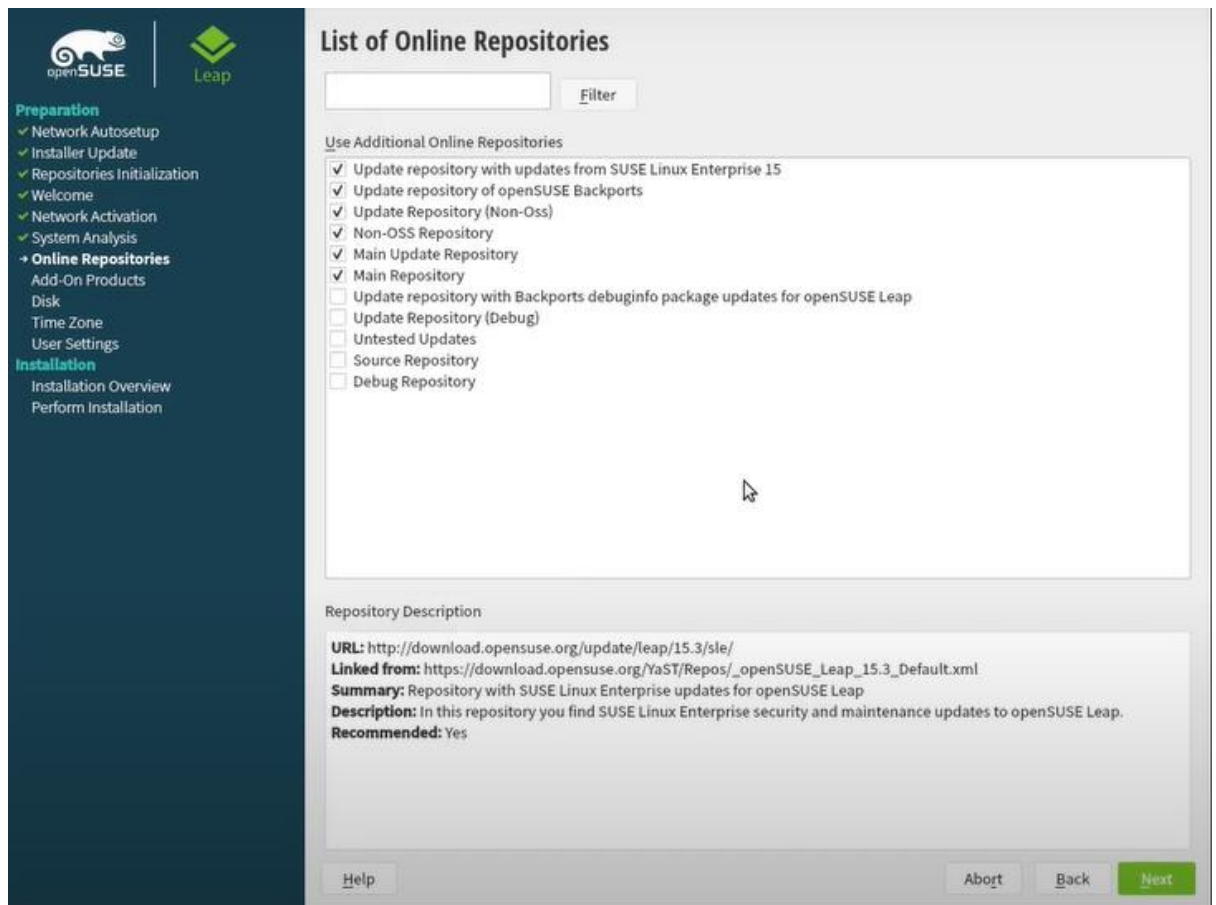 openSUSE
Leap
Preparation
Network Autosetup
Installer Update
Repositories Initialization
Welcome
Network Activation
System Analysis
Online Repositories
Add-On Products
Disk
Time Zone
User Settings
Installation
Installation Overview
Perform Installation
List of Online Repositories
Filter
Use Additional Online Repositories
Update repository with updates from SUSE Linux Enterprise 15
Update repository of openSUSE Backports
Update Repository (Non-Oss)
Non-OSS Repository
Main Update Repository
Main Repository
Update repository with Backports debuginfo package updates for openSUSE Leap
Update Repository (Debug)
Untested Updates
Source Repository
Debug Repository
Repository Description
URL: http://download.opensuse.org/update/leap/15.3/sle/
Linked from: https://download.opensuse.org/YaST/Repos/_openSUSE_Leap_15.3_Default.xml
Summary: Repository with SUSE Linux Enterprise updates for openSUSE Leap
Description: In this repository you find SUSE Linux Enterprise security and maintenance updates to openSUSE Leap.
Recommended: Yes
Help
Abort
Back
Next